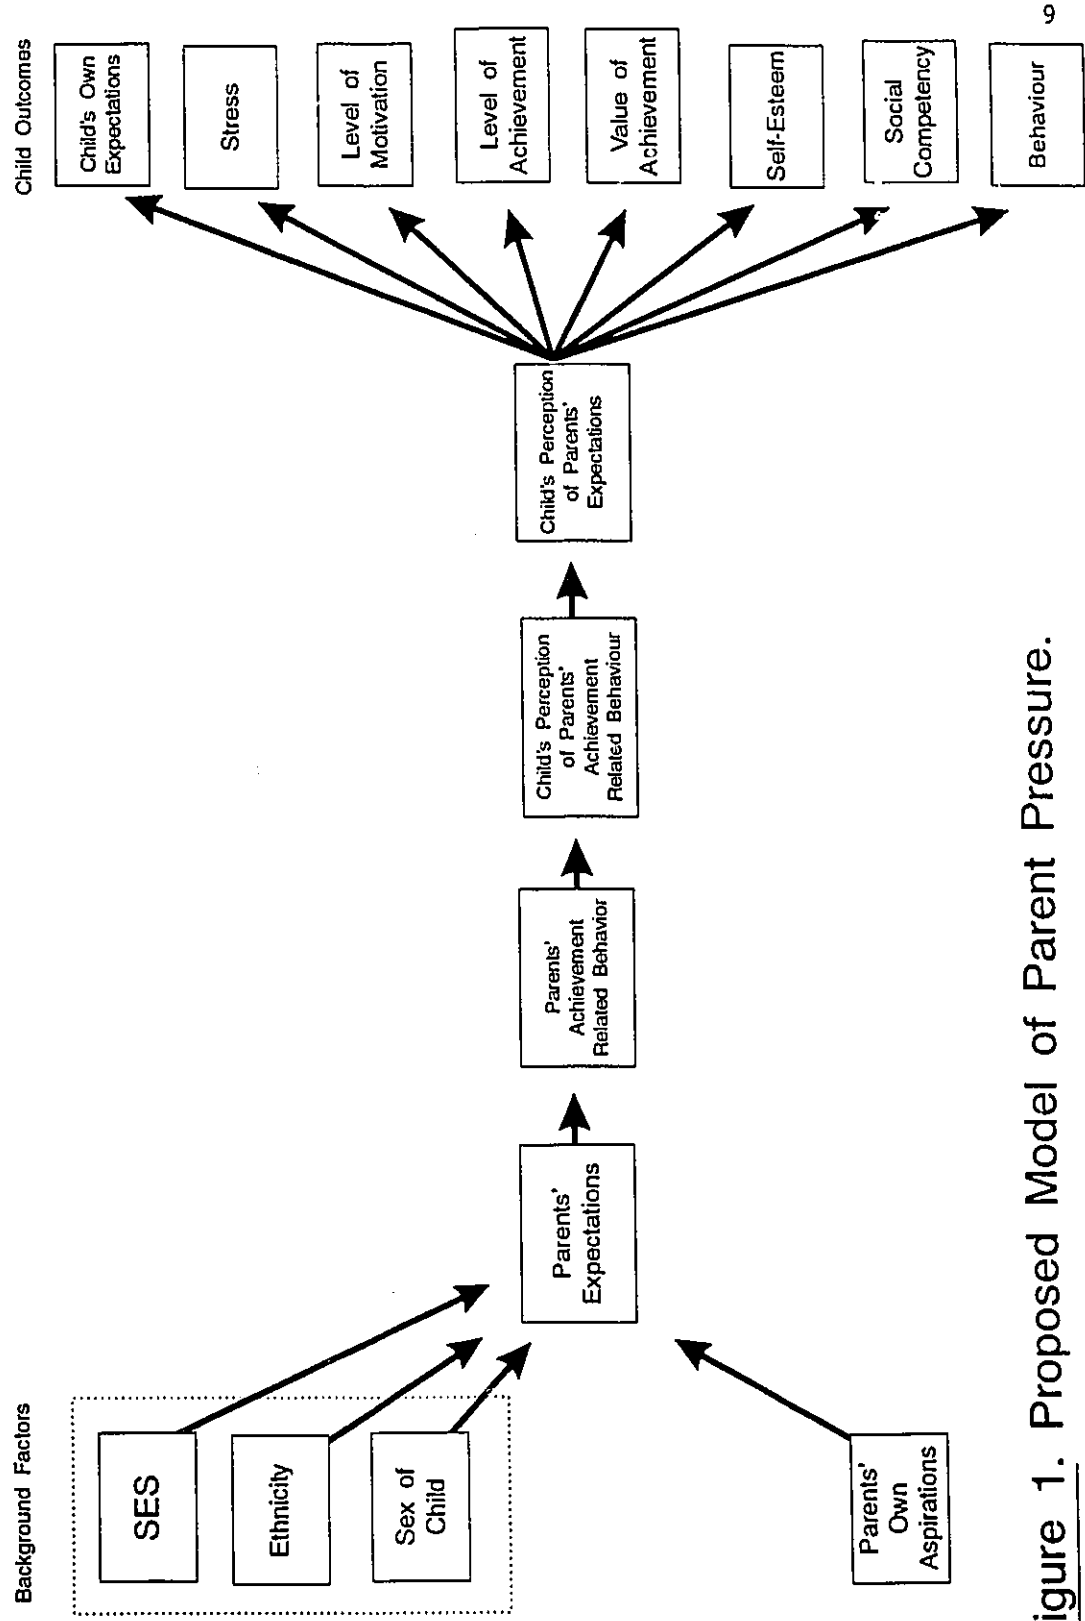 9
Background Factors
Child Outcomes
SES
Ethnicity
Sex of
Child
Parents'
Own
Aspirations
Parents'
Expectations
Parents'
Achievement
Related Behavior
Child's Perception
of Parents'
Achievement
Related Behaviour
Child's Perception
of Parents'
Expectations
Child's Own
Expectations
Stress
Level of
Motivation
Level of
Achievement
Value of
Achievement
Self-Esteem
Social
Competency
Behaviour
igure 1. Proposed Model of Parent Pressure.